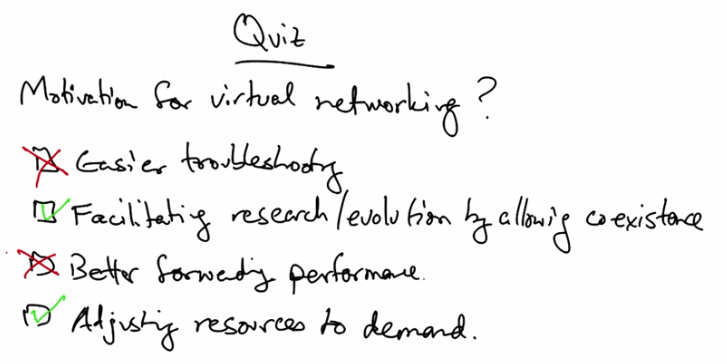 Quiz
Motivation for virtual networking?
Easier troubleshooting
Facilitating research/evolution by allowing coexistence
Better forwarding performance.
Adjusting resources to demand.